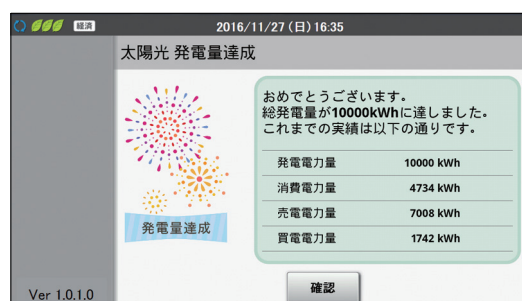 経済
2016/11/27 (日) 16:35
太陽光 発電量達成
おめでとうございます。
総発電量が10000kWhに達しました。
これまでの実績は以下の通りです。
発電電力量 10000 kWh
消費電力量 4734 kWh
売電電力量 7008 kWh
買電電力量 1742 kWh
発電量達成
確認
Ver 1.0.1.0